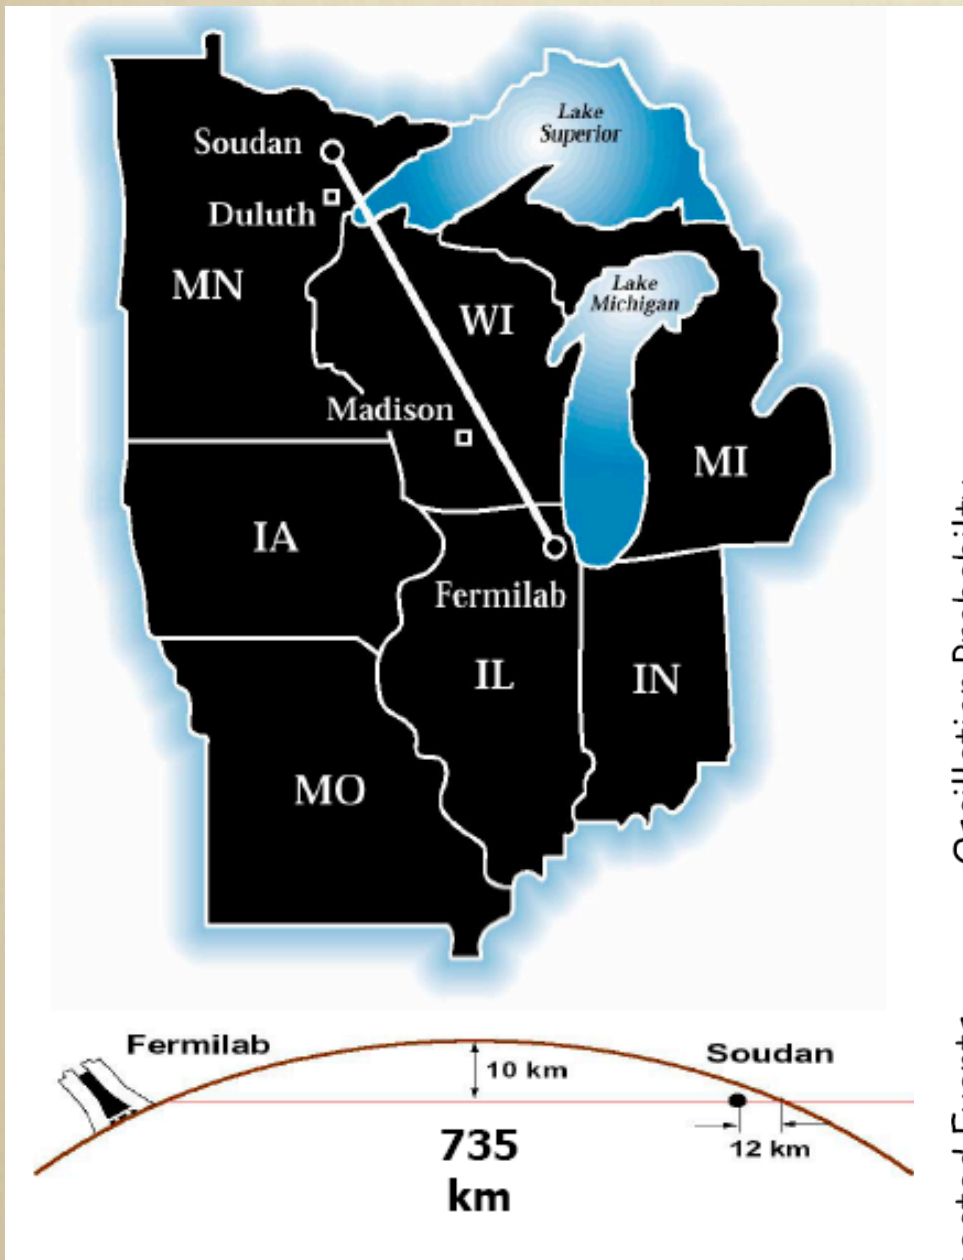 Lake
Superior
Soudan
Duluth
MN
Lake
Michigan
WI
Madison
MI
IA
Fermilab
IL
IN
MO
Fermilab
Soudan
10 km
735
km
12 km